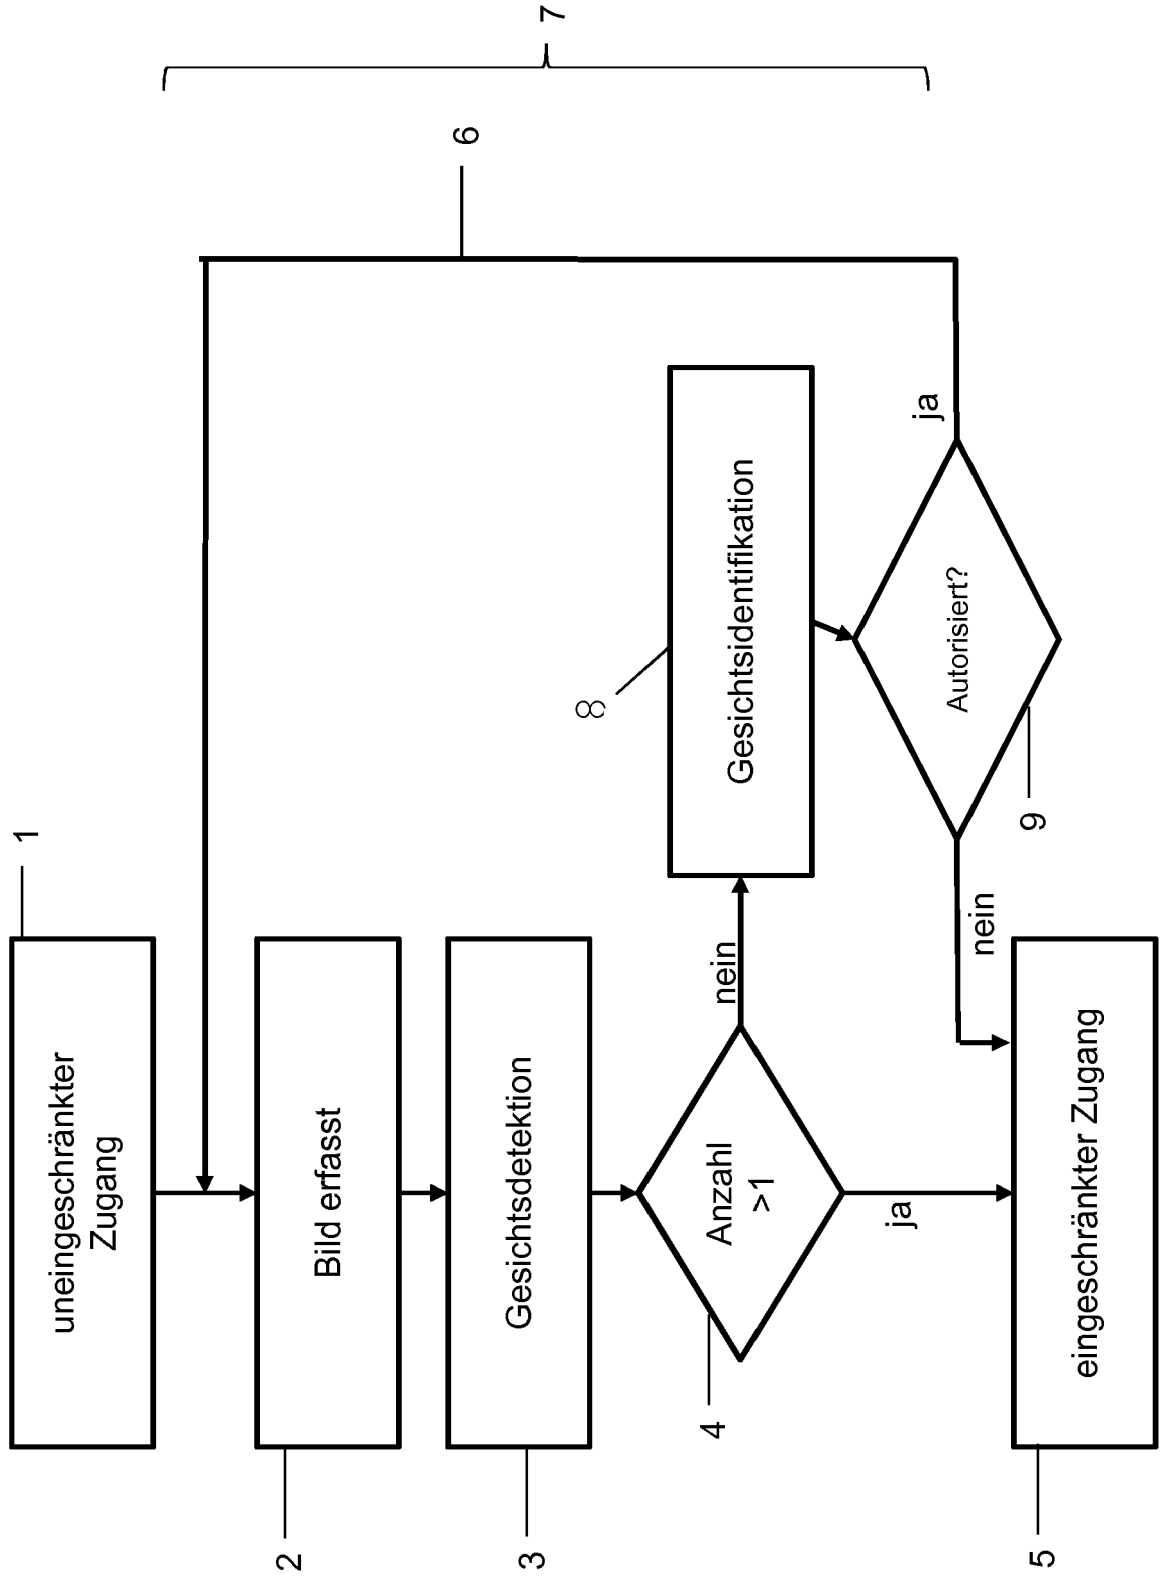 uneingeschränkter
Zugang
1
Bild erfasst
2
Gesichtsdetektion
3
Anzahl
>1
4
nein
ja
Gesichtsidentifikation
8
Autorisiert?
9
ja
nein
eingeschränkter Zugang
5
6
7